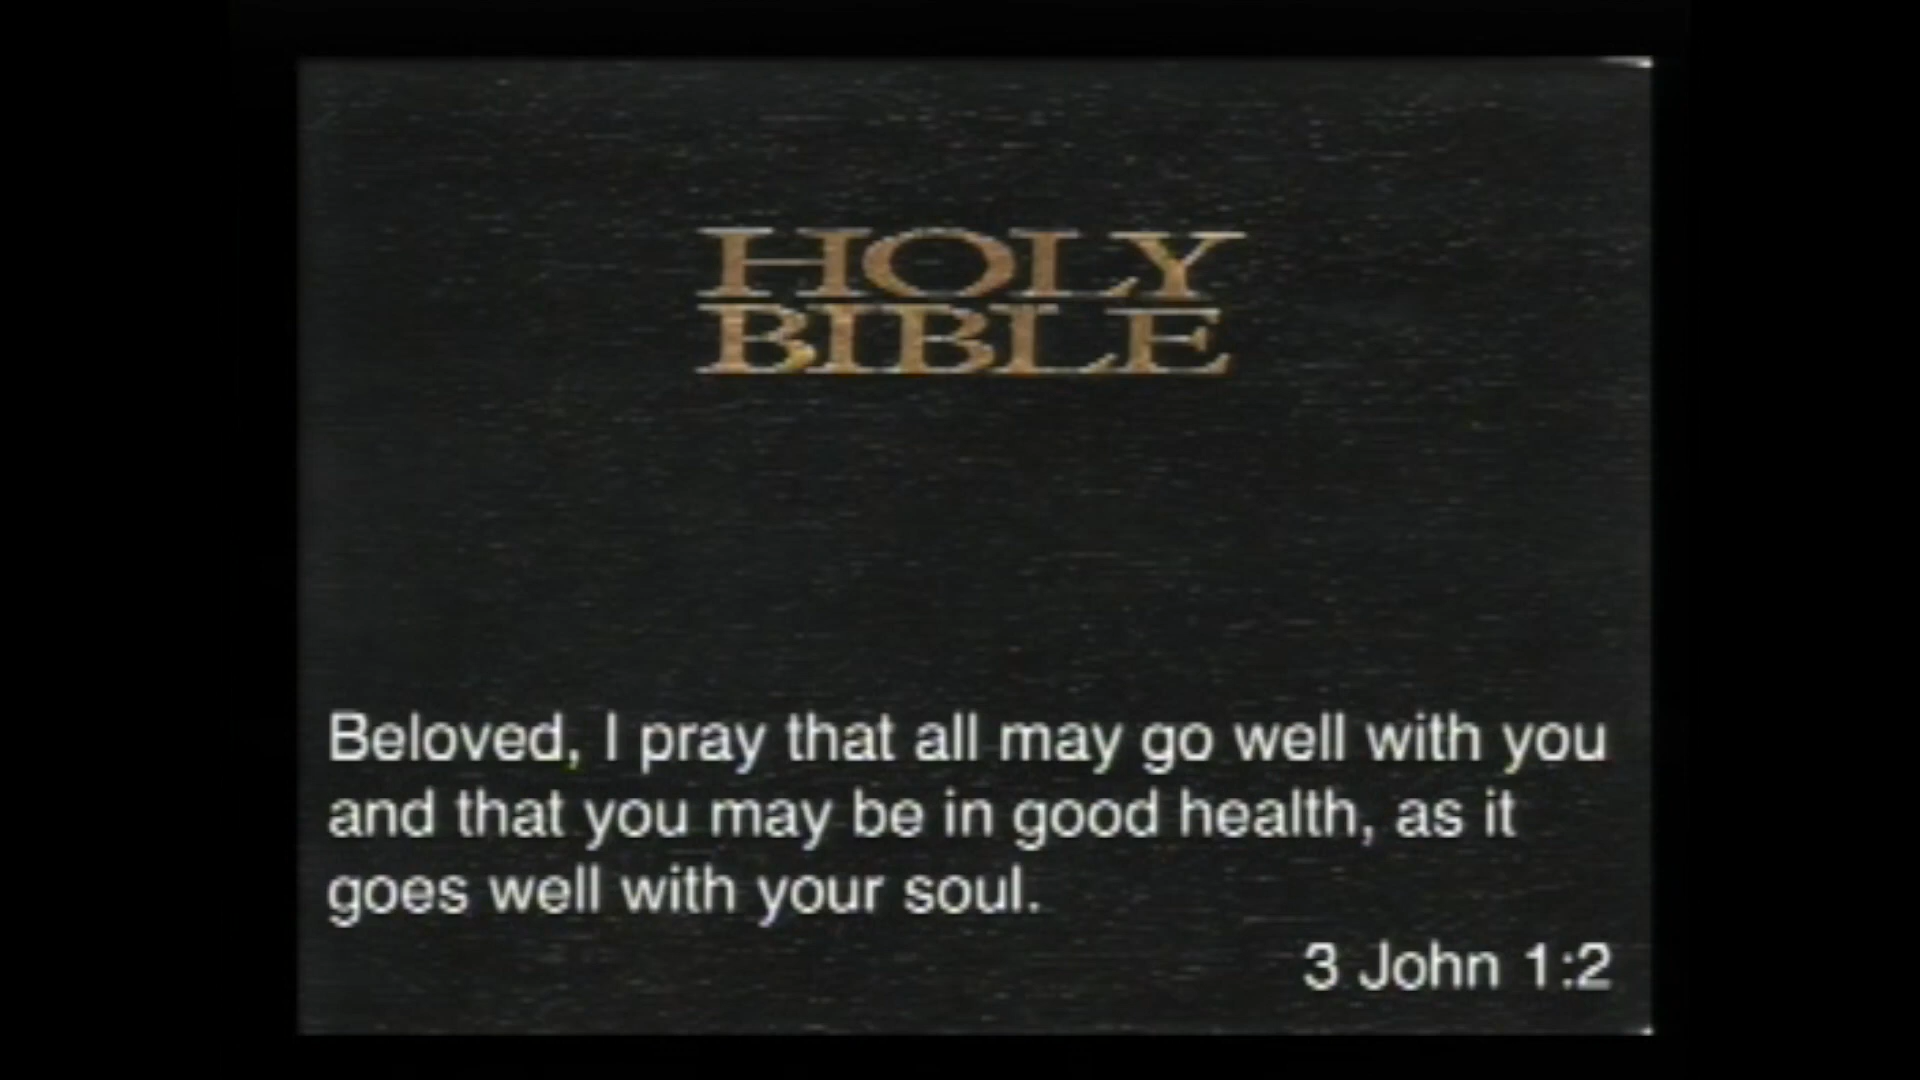 HOLY
BIBLE
Beloved, I pray that all may go well with you
and that you may be in good health, as it
goes well with your soul.
3 John 1:2